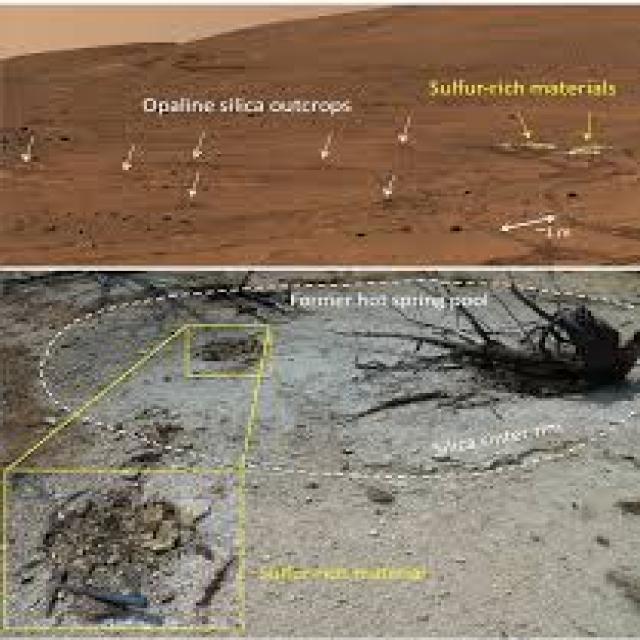 Sulfur-rich materials
Opaline silica outcrops
~1 m
Former hot spring pool
Silica sinter rim
Sulfur-rich material